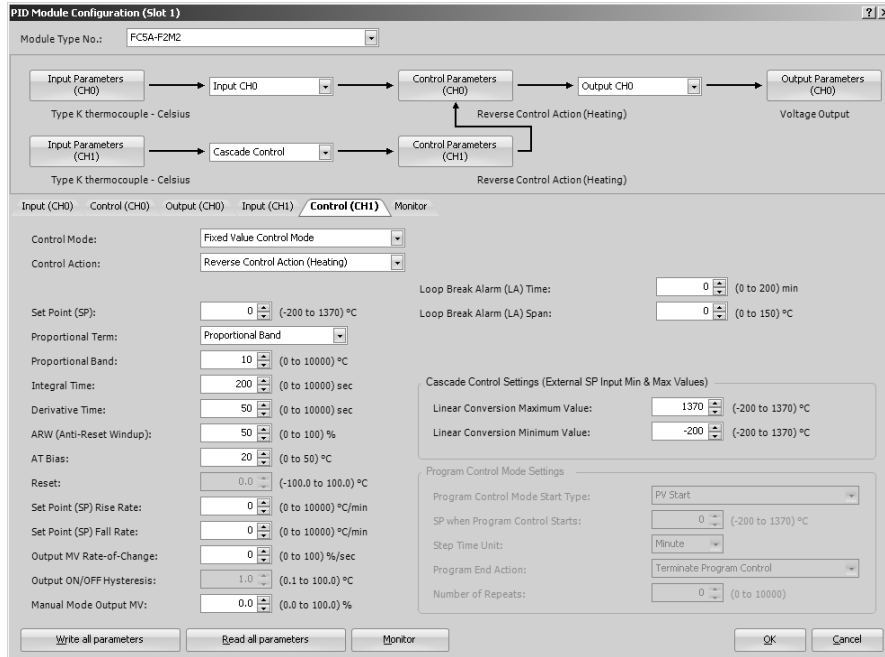 PID Module Configuration (Slot 1)
Module Type No.: FC5A-F2M2
Input Parameters (CH0) Input CH0 Control Parameters (CH0) Output CH0 Output Parameters (CH0)
Type K thermocouple - Celsius Reverse Control Action (Heating) Voltage Output
Input Parameters (CH1) Cascade Control Control Parameters (CH1)
Type K thermocouple - Celsius Reverse Control Action (Heating)
Input (CH0) Control (CH0) Output (CH0) Input (CH1) Control (CH1) Monitor
Control Mode: Fixed Value Control Mode
Control Action: Reverse Control Action (Heating)
Set Point (SP): 0 (-200 to 1370) °C
Proportional Term: Proportional Band
Proportional Band: 10 (0 to 10000) °C
Integral Time: 200 (0 to 10000) sec
Derivative Time: 50 (0 to 10000) sec
ARW (Anti-Reset Windup): 50 (0 to 100) %
AT Bias: 20 (0 to 50) °C
Reset: 0.0 (-100.0 to 100.0) °C
Set Point (SP) Rise Rate: 0 (0 to 10000) °C/min
Set Point (SP) Fall Rate: 0 (0 to 10000) °C/min
Output MV Rate-of-Change: 0 (0 to 100) %/sec
Output ON/OFF Hysteresis: 1.0 (0.1 to 100.0) °C
Manual Mode Output MV: 0.0 (0.0 to 100.0) %
Loop Break Alarm (LA) Time: 0 (0 to 200) min
Loop Break Alarm (LA) Span: 0 (0 to 150) °C
Cascade Control Settings (External SP Input Min & Max Values)
Linear Conversion Maximum Value: 1370 (-200 to 1370) °C
Linear Conversion Minimum Value: -200 (-200 to 1370) °C
Program Control Mode Settings
Program Control Mode Start Type: PV Start
SP when Program Control Starts: 0 (-200 to 1370) °C
Step Time Unit: Minute
Program End Action: Terminate Program Control
Number of Repeats: 0 (0 to 10000)
Write all parameters Read all parameters Monitor OK Cancel